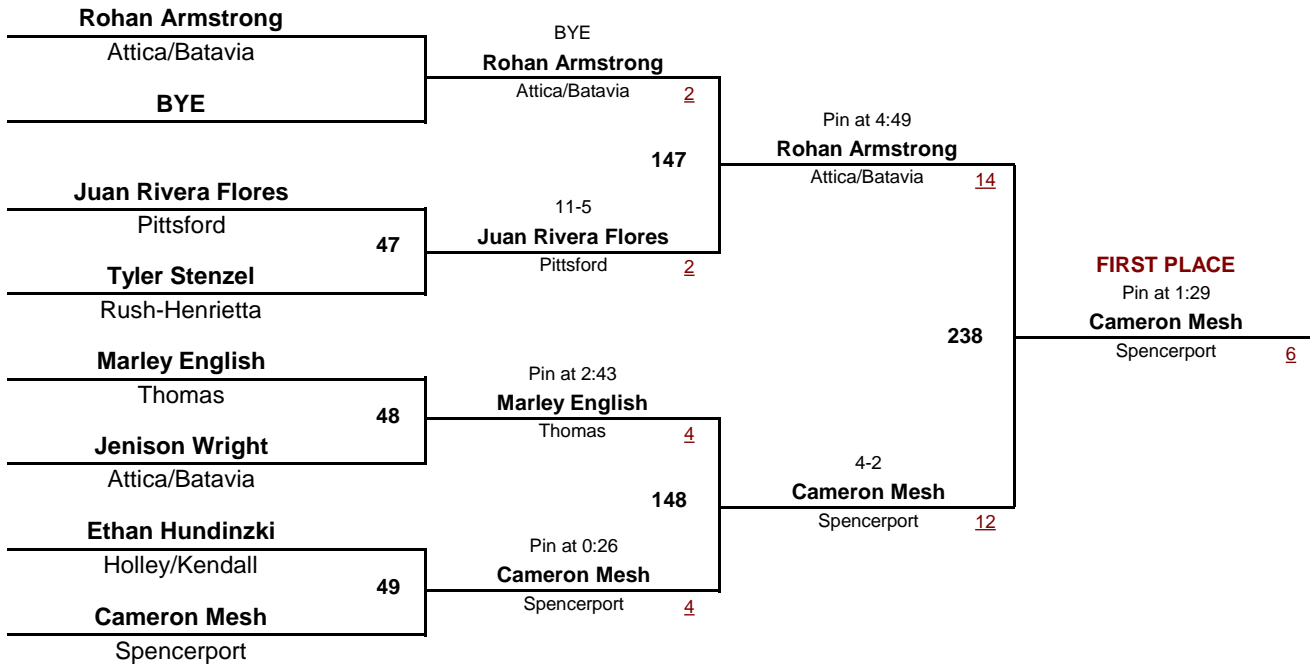 Rohan Armstrong
Attica/Batavia
BYE
Juan Rivera Flores
Pittsford
47
Tyler Stenzel
Rush-Henrietta
Marley English
Thomas
48
Jenison Wright
Attica/Batavia
Ethan Hundinzki
Holley/Kendall
49
Cameron Mesh
Spencerport
BYE
Rohan Armstrong
Attica/Batavia 2
147
11-5
Juan Rivera Flores
Pittsford 2
Pin at 2:43
Marley English
Thomas 4
148
Pin at 0:26
Cameron Mesh
Spencerport 4
Pin at 4:49
Rohan Armstrong
Attica/Batavia 14
238
4-2
Cameron Mesh
Spencerport 12
FIRST PLACE
Pin at 1:29
Cameron Mesh
Spencerport 6